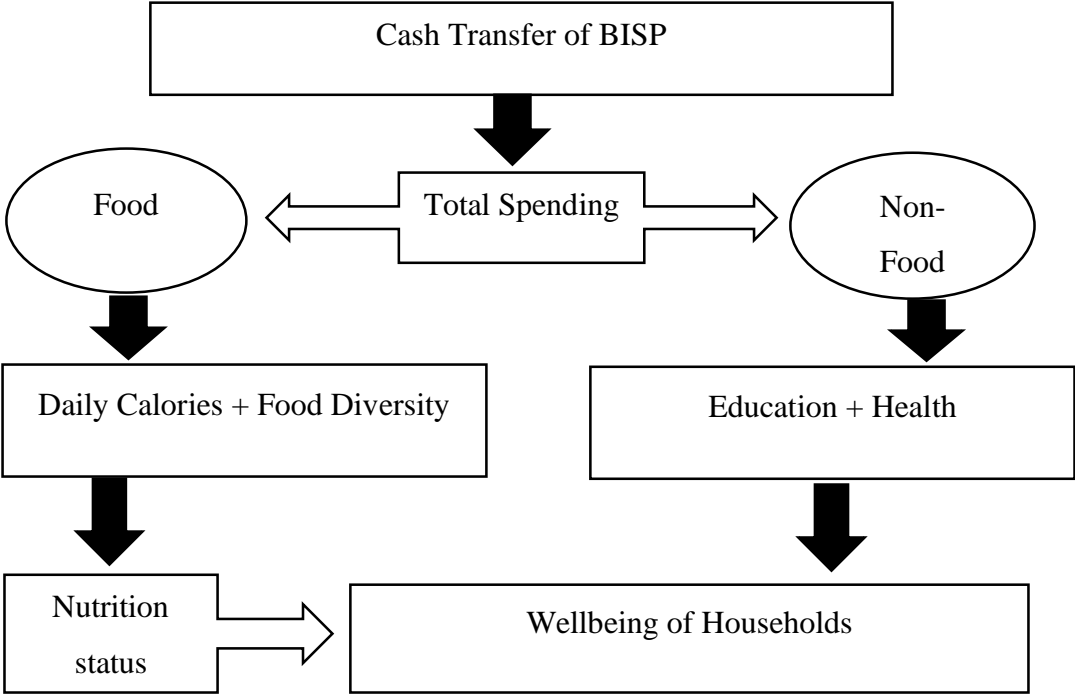 Cash Transfer of BISP
Food
Total Spending
Non-
Food
Daily Calories + Food Diversity
Education + Health
Nutrition
status
Wellbeing of Households